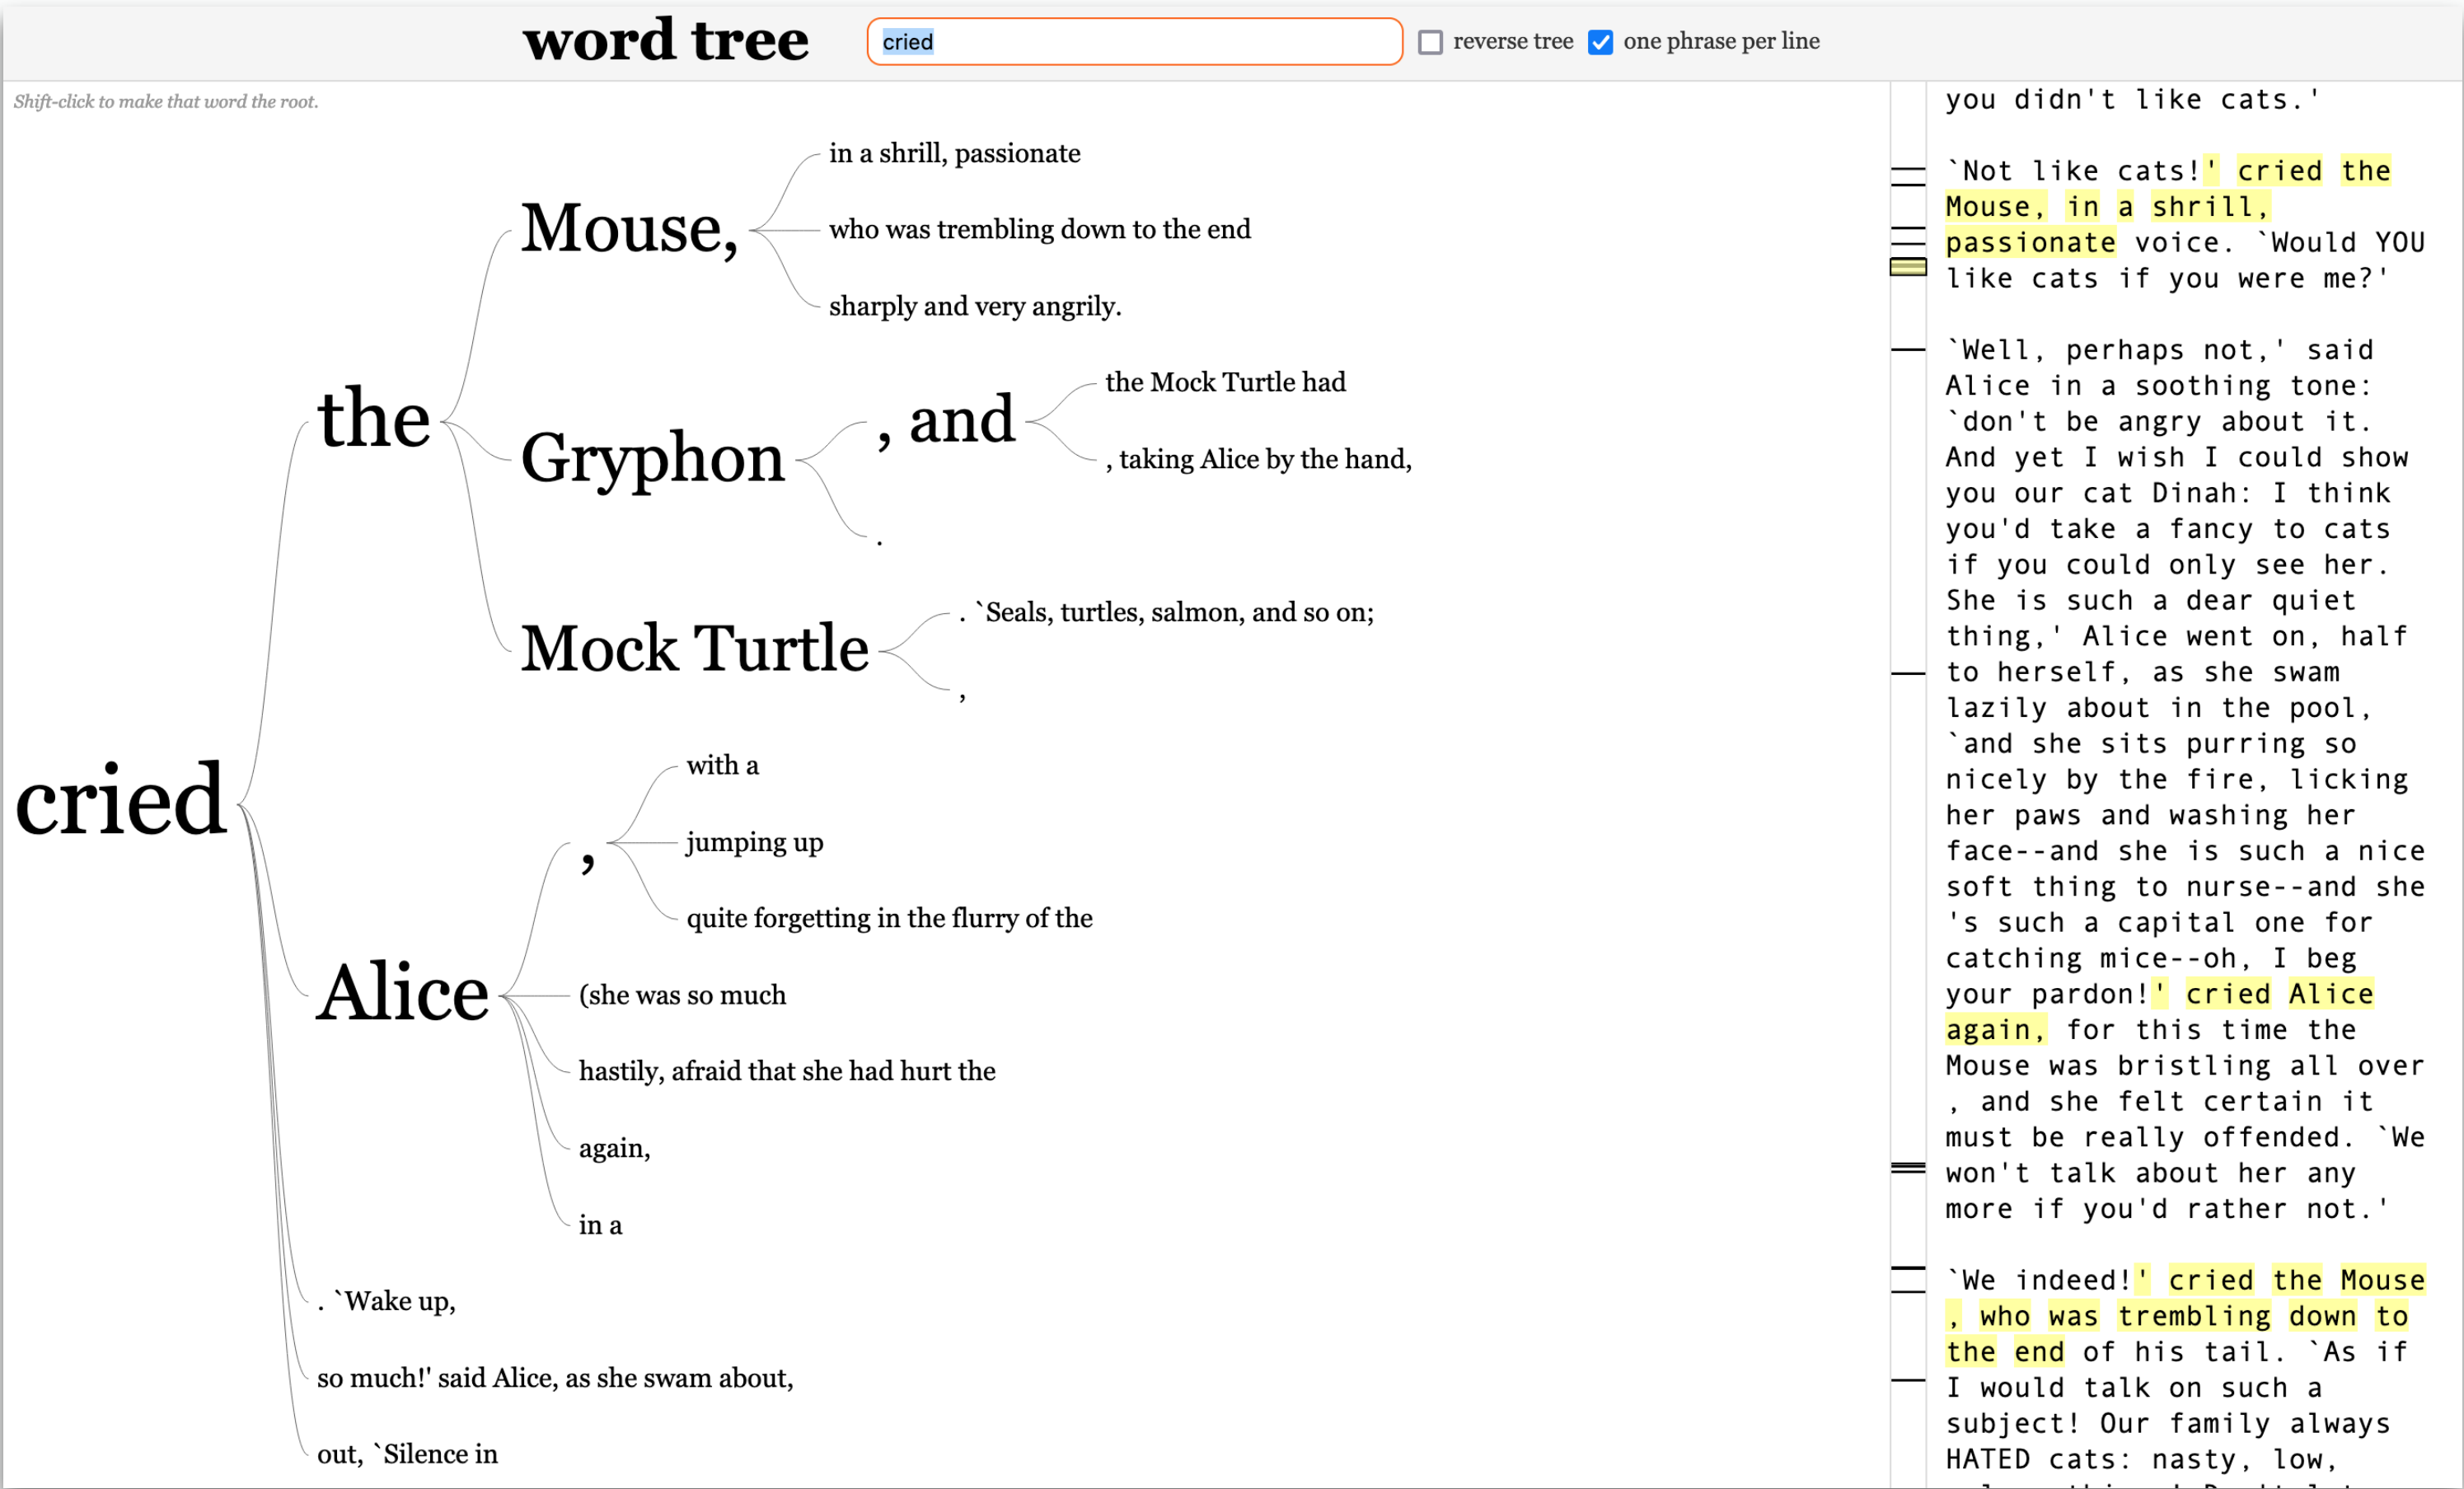 word tree
cried
reverse tree
one phrase per line
Shift-click to make that word the root.
cried
the
Mouse,
in a shrill, passionate
who was trembling down to the end
sharply and very angrily.
Gryphon
, and
the Mock Turtle had
, taking Alice by the hand,
.
Mock Turtle
. `Seals, turtles, salmon, and so on;
,
Alice
,
with a
jumping up
quite forgetting in the flurry of the
(she was so much
hastily, afraid that she had hurt the
again,
in a
. `Wake up,
so much!' said Alice, as she swam about,
out, `Silence in
you didn't like cats.'
`Not like cats!' cried the
Mouse, in a shrill,
passionate voice. `Would YOU
like cats if you were me?'
`Well, perhaps not,' said
Alice in a soothing tone:
`don't be angry about it.
And yet I wish I could show
you our cat Dinah: I think
you'd take a fancy to cats
if you could only see her.
She is such a dear quiet
thing,' Alice went on, half
to herself, as she swam
lazily about in the pool,
`and she sits purring so
nicely by the fire, licking
her paws and washing her
face--and she is such a nice
soft thing to nurse--and she
's such a capital one for
catching mice--oh, I beg
your pardon!' cried Alice
again, for this time the
Mouse was bristling all over
, and she felt certain it
must be really offended. `We
won't talk about her any
more if you'd rather not.'
`We indeed!' cried the Mouse
, who was trembling down to
the end of his tail. `As if
I would talk on such a
subject! Our family always
HATED cats: nasty, low,